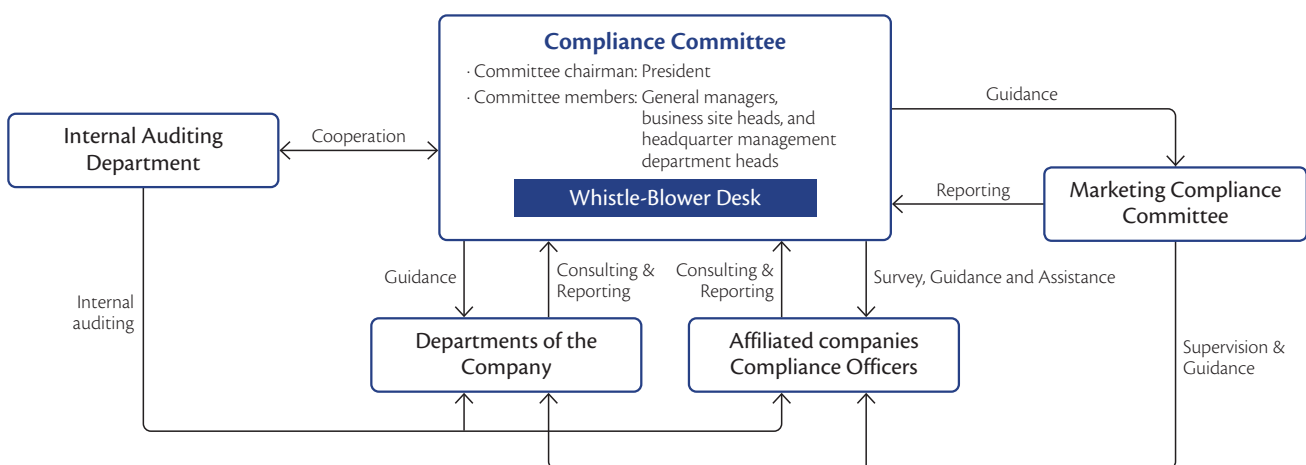 Compliance Committee
· Committee chairman: President
· Committee members: General managers,
business site heads, and
headquarter management
department heads
Whistle-Blower Desk
Internal Auditing
Department
Cooperation
Guidance
Reporting
Marketing Compliance
Committee
Internal
auditing
Guidance
Consulting &
Reporting
Consulting &
Reporting
Survey, Guidance and Assistance
Departments of the
Company
Affiliated companies
Compliance Officers
Supervision &
Guidance